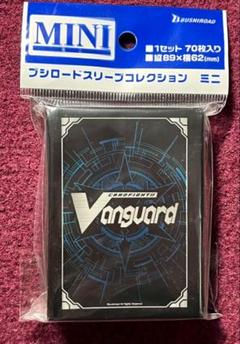 MINI
BUSHIROAD
■1セット 70枚入り
■縦89×横62(mm)
ブシロードスリーブコレクション ミニ
CARDFIGHT!!
Vanguard